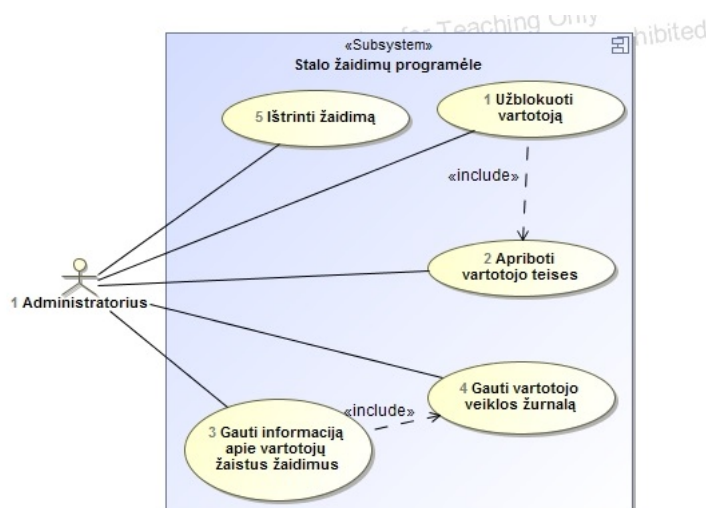 for Teaching Only
hibited
«Subsystem»
Stalo žaidimų programėle
5 Ištrinti žaidimą
1 Užblokuoti
vartotoją
«include»
2 Apriboti
vartotojo teises
1 Administratorius
4 Gauti vartotojo
veiklos žurnalą
«include»
3 Gauti informaciją
apie vartotojų
žaistus žaidimus